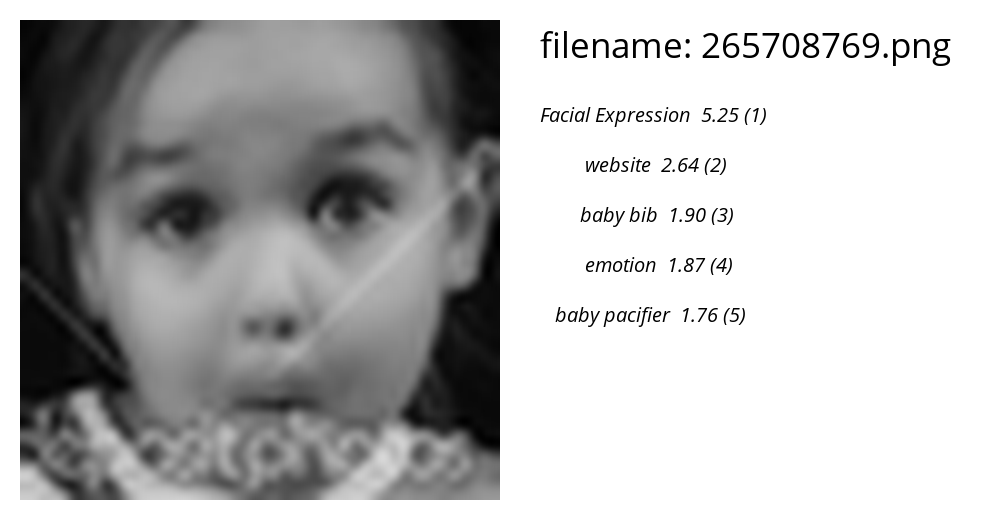 filename: 265708769.png
Facial Expression 5.25 (1)
website 2.64 (2)
baby bib 1.90 (3)
emotion 1.87 (4)
baby pacifier 1.76 (5)